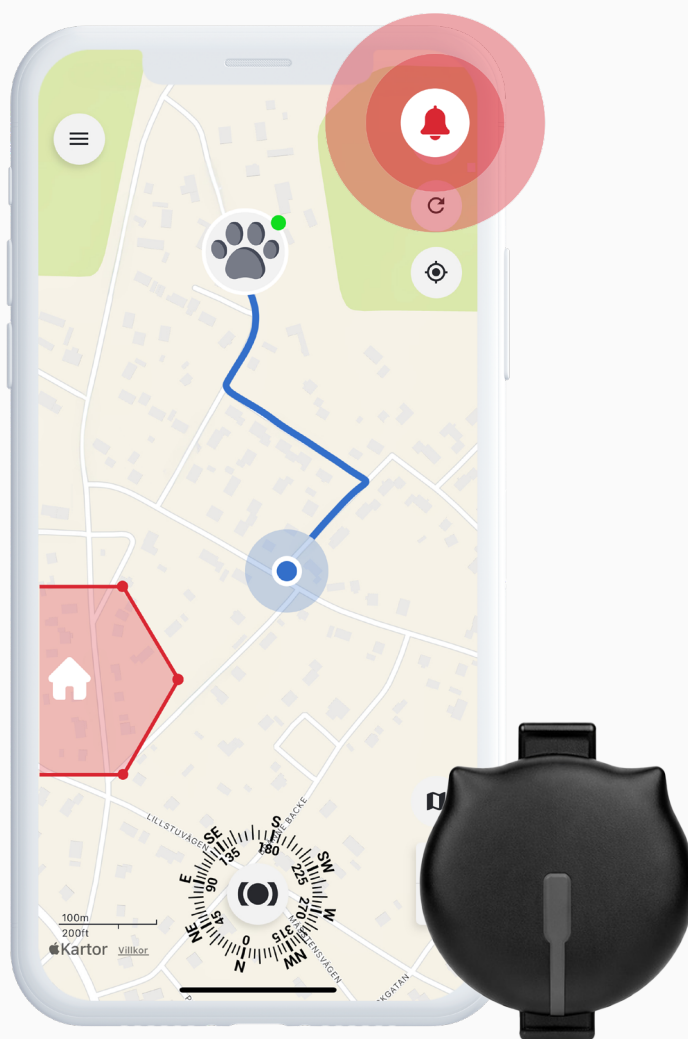 LILLSTUVÄGEN
S
180
SE
135
SW
225
E
90
W
270
NE
45
NW
315
N
0
BACKE
100m
200ft
Kartor
Villkor